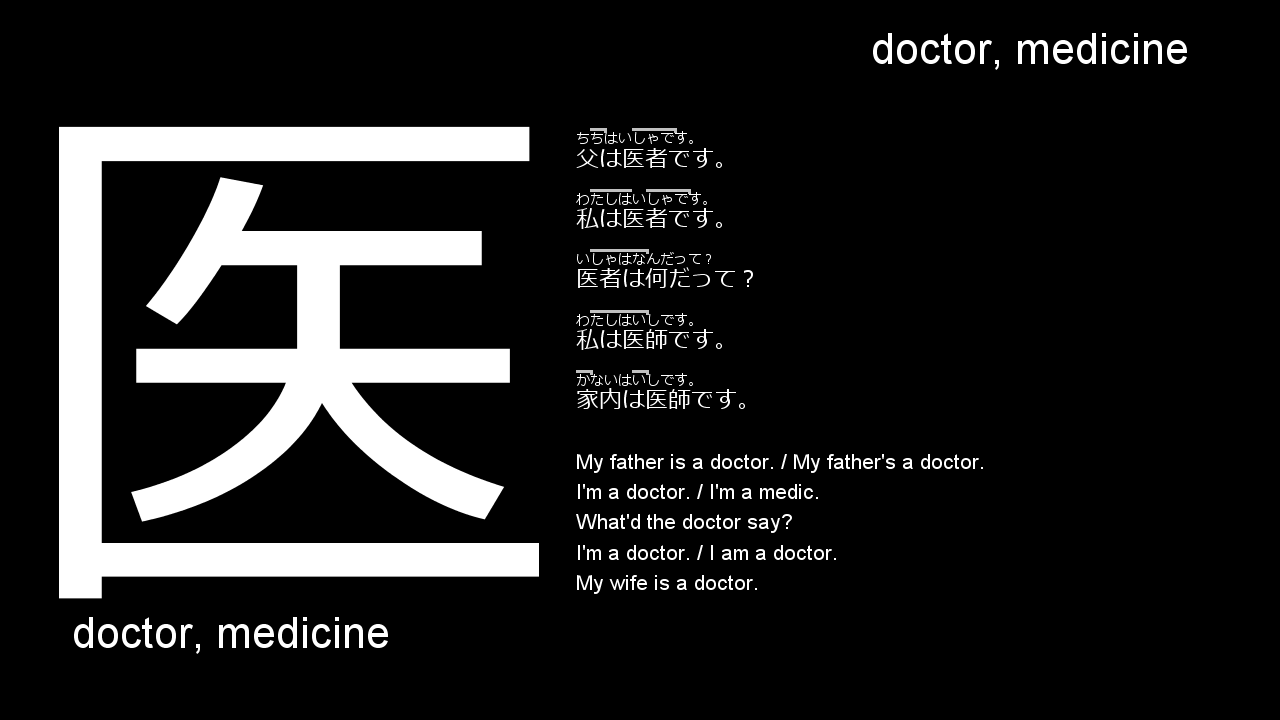 doctor, medicine
医
doctor, medicine
ちちはいしゃです。
父は医者です。
わたしはいしゃです。
私は医者です。
いしゃはなんだって？
医者は何だって？
わたしはいしです。
私は医師です。
かないはいしです。
家内は医師です。
My father is a doctor. / My father's a doctor.
I'm a doctor. / I'm a medic.
What'd the doctor say?
I'm a doctor. / I am a doctor.
My wife is a doctor.